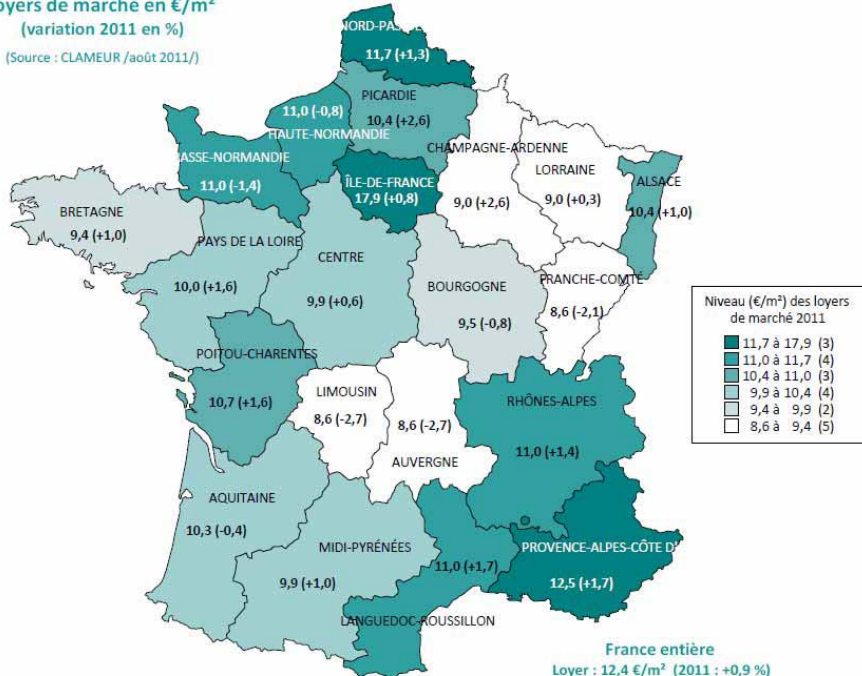 oyers de marché en €/m²
(variation 2011 en %)
(Source : CLAMEUR /août 2011/)
NORD-PAS
11,7 (+1,3)
PICARDIE
10,4 (+2,6)
11,0 (-0,8)
HAUTE-NORMANDIE
BASSE-NORMANDIE
11,0 (-1,4)
ÎLE-DE-FRANCE
17,9 (+0,8)
CHAMPAGNE-ARDENNE
9,0 (+2,6)
LORRAINE
9,0 (+0,3)
ALSACE
10,4 (+1,0)
BRETAGNE
9,4 (+1,0)
PAYS DE LA LOIRE
10,0 (+1,6)
CENTRE
9,9 (+0,6)
BOURGOGNE
9,5 (-0,8)
FRANCHE-COMTÉ
8,6 (-2,1)
Niveau (€/m²) des loyers
de marché 2011
11,7 à 17,9 (3)
11,0 à 11,7 (4)
10,4 à 11,0 (3)
9,9 à 10,4 (4)
9,4 à 9,9 (2)
8,6 à 9,4 (5)
POITOU-CHARENTES
10,7 (+1,6)
LIMOUSIN
8,6 (-2,7)
8,6 (-2,7)
AUVERGNE
RHÔNES-ALPES
11,0 (+1,4)
AQUITAINE
10,3 (-0,4)
MIDI-PYRÉNÉES
9,9 (+1,0)
11,0 (+1,7)
LANGUEDOC-ROUSSILLON
PROVENCE-ALPES-CÔTE D'
12,5 (+1,7)
France entière
Loyer : 12,4 €/m² (2011 : +0,9 %)